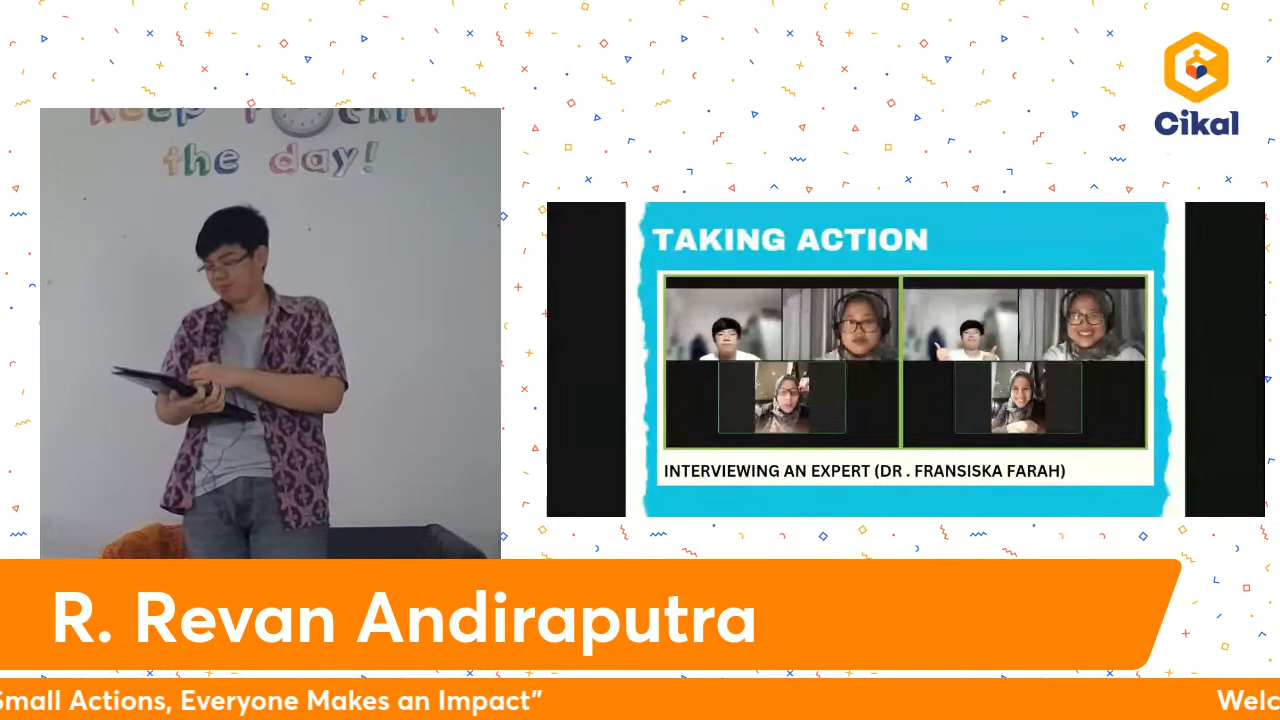 the day!
Cikal
TAKING ACTION
INTERVIEWING AN EXPERT (DR . FRANSISKA FARAH)
R. Revan Andiraputra
Small Actions, Everyone Makes an Impact”